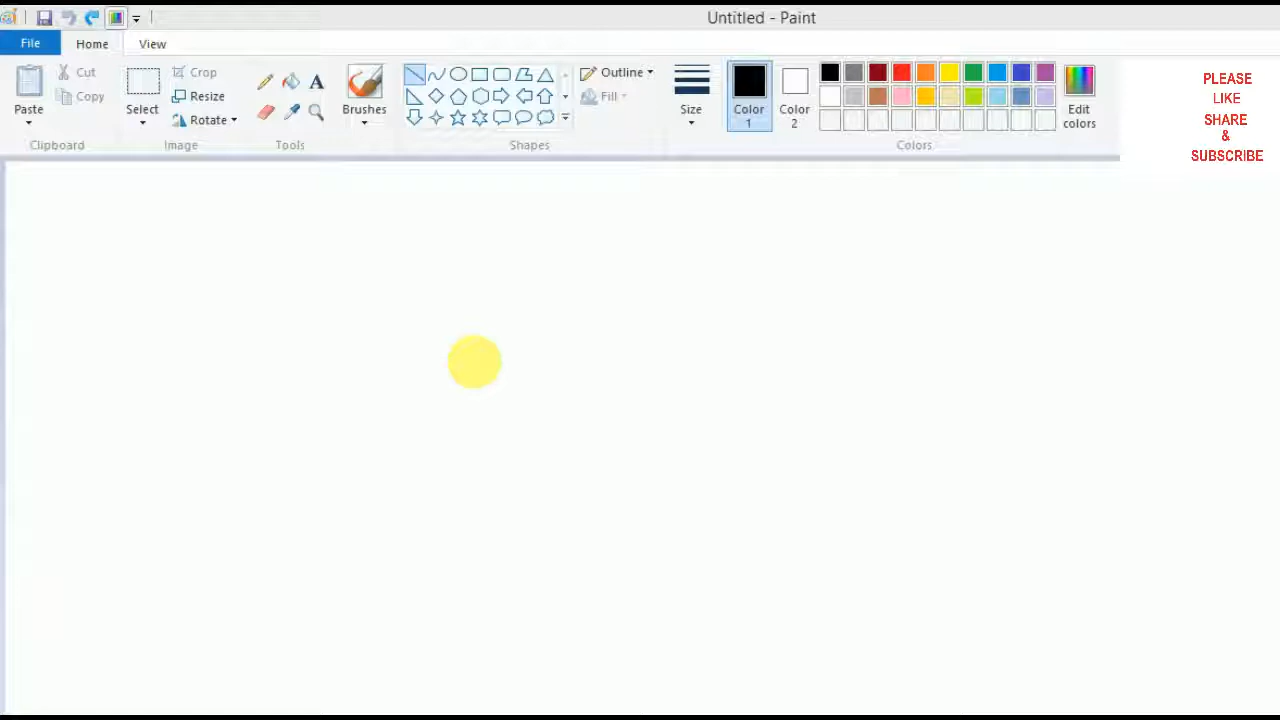 Untitled - Paint
File Home View
Paste
Cut
Copy
Clipboard
Select
Crop
Resize
Rotate
Image
A
Tools
Brushes
Shapes
Outline
Fill
Size
Color
1
Color
2
Edit
colors
Colors
PLEASE
LIKE
SHARE
&
SUBSCRIBE